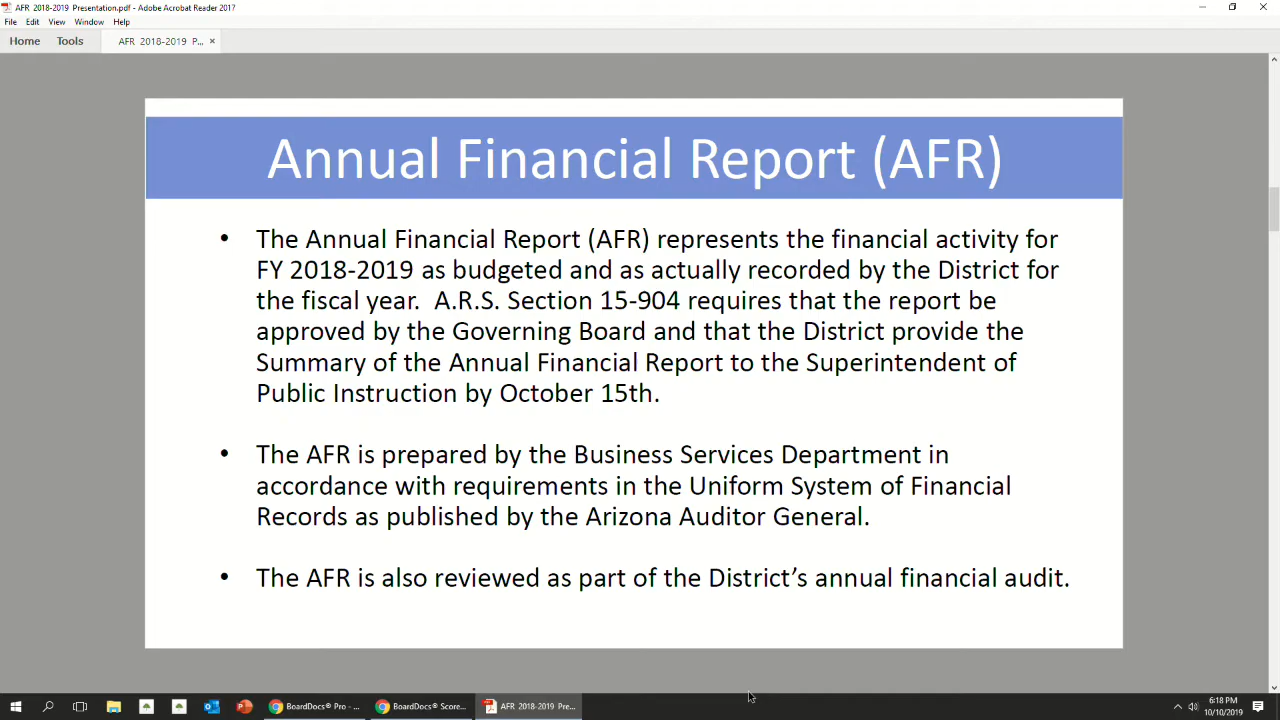 AFR 2018-2019 Presentation.pdf - Adobe Acrobat Reader 2017
File Edit View Window Help
Home Tools AFR 2018-2019 P... ×
Annual Financial Report (AFR)
• The Annual Financial Report (AFR) represents the financial activity for
FY 2018-2019 as budgeted and as actually recorded by the District for
the fiscal year. A.R.S. Section 15-904 requires that the report be
approved by the Governing Board and that the District provide the
Summary of the Annual Financial Report to the Superintendent of
Public Instruction by October 15th.
• The AFR is prepared by the Business Services Department in
accordance with requirements in the Uniform System of Financial
Records as published by the Arizona Auditor General.
• The AFR is also reviewed as part of the District’s annual financial audit.
BoardDocs® Pro - ... BoardDocs® Score... AFR 2018-2019 Pre...
6:18 PM
10/10/2019